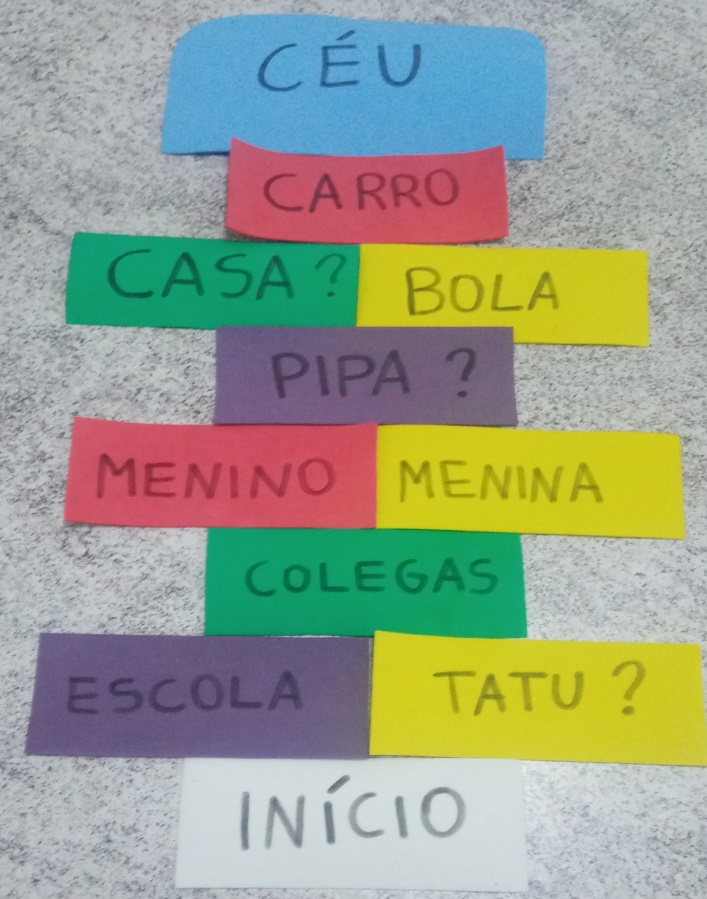 CÉU
CARRO
CASA ? BOLA
PIPA ?
MENINO MENINA
COLEGAS
ESCOLA TATU ?
INÍCIO